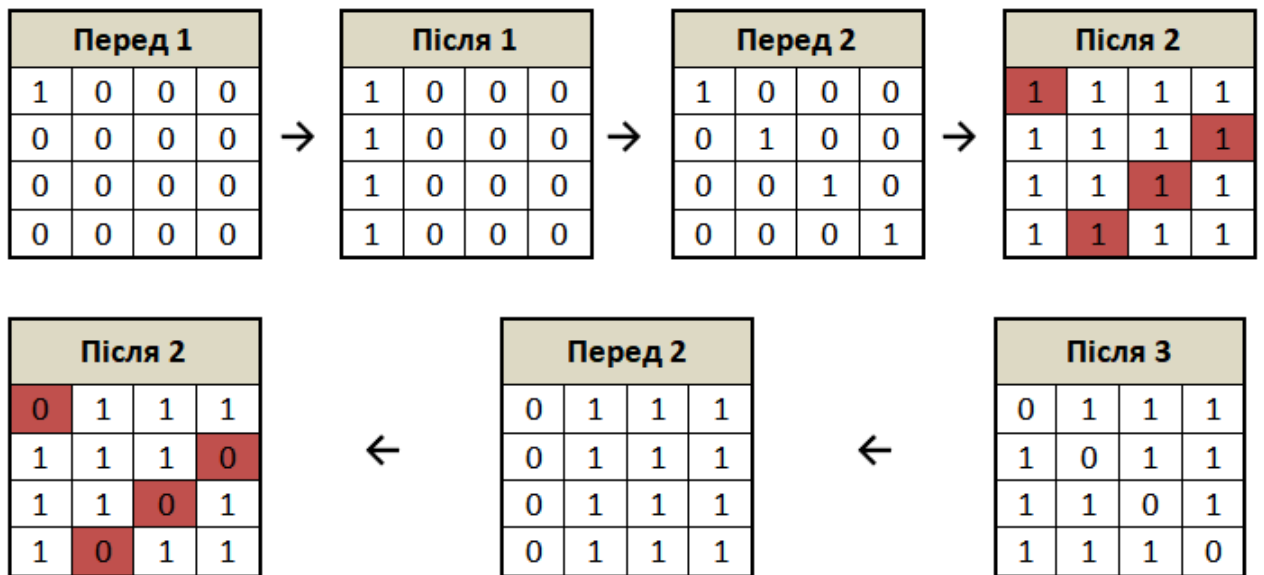 Перед 1 Після 1 Перед 2 Після 2
1 0 0 0 1 0 0 0 1 0 0 0 1 1 1 1
0 0 0 0 → 1 0 0 0 → 0 1 0 0 → 1 1 1 1
0 0 0 0 1 0 0 0 0 0 1 0 1 1 1 1
0 0 0 0 1 0 0 0 0 0 0 1 1 1 1 1
Після 2 Перед 2 Після 3
0 1 1 1 0 1 1 1 0 1 1 1
1 1 1 0 ← 0 1 1 1 ← 1 0 1 1
1 1 0 1 0 1 1 1 1 1 0 1
1 0 1 1 0 1 1 1 1 1 1 0